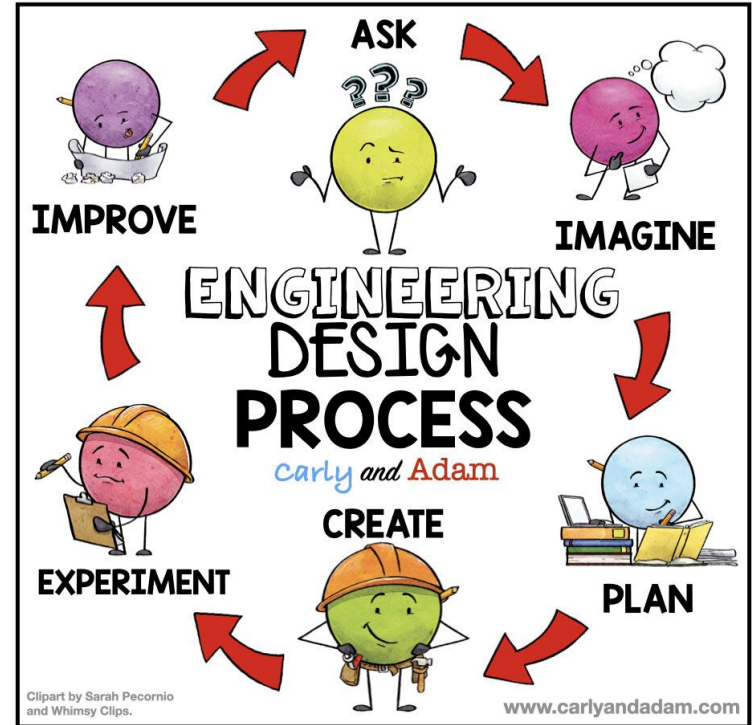 ASK
???
IMAGINE
IMPROVE
ENGINEERING
DESIGN
PROCESS
Carly and Adam
CREATE
PLAN
EXPERIMENT
Clipart by Sarah Pecornio
and Whimsy Clips.
www.carlyandadam.com